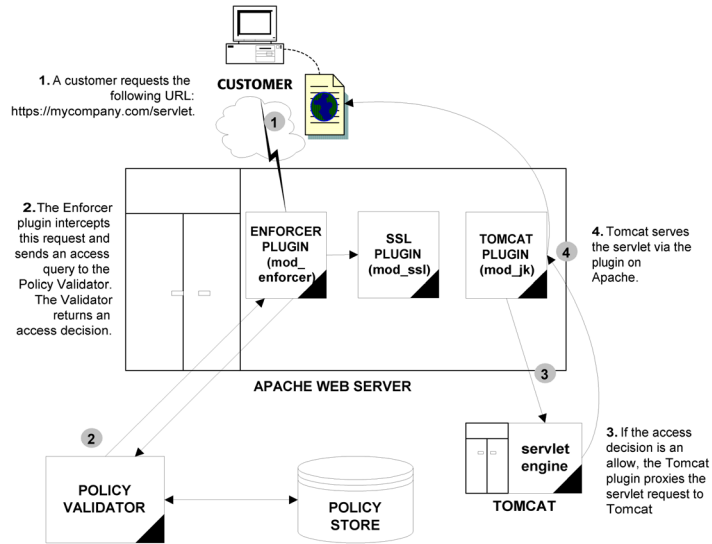 CUSTOMER
1. A customer requests the
following URL:
https://mycompany.com/servlet.
1
2.The Enforcer
plugin intercepts
this request and
sends an access
query to the
Policy Validator.
The Validator
returns an
access decision.
ENFORCER
PLUGIN
(mod_
enforcer)
SSL
PLUGIN
(mod_ssl)
TOMCAT
PLUGIN
(mod_jk)
4
4. Tomcat serves
the servlet via the
plugin on
Apache.
APACHE WEB SERVER
3
2
3. If the access
decision is an
allow, the Tomcat
plugin proxies the
servlet request to
Tomcat
servlet
engine
TOMCAT
POLICY
VALIDATOR
POLICY
STORE